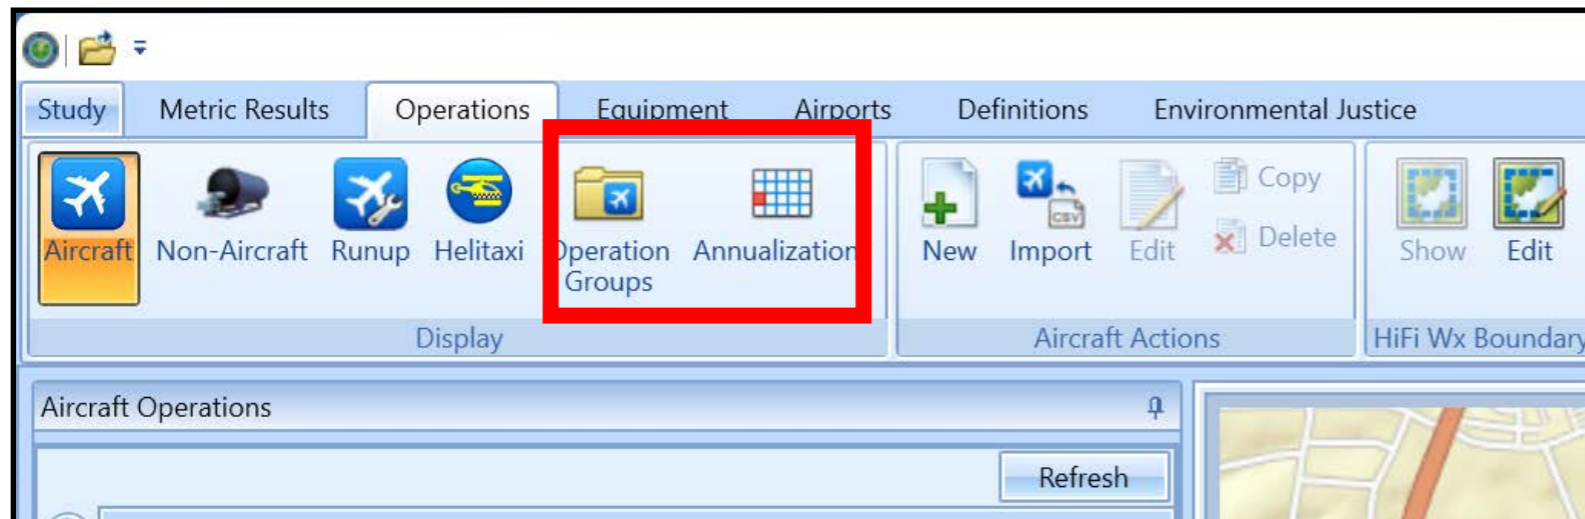 Study Metric Results Operations Equipment Airports Definitions Environmental Justice
Aircraft Non-Aircraft Runup Helitaxi Operation Groups Annualization New Import CSV Edit Copy Delete Show Edit
Display Aircraft Actions HiFi Wx Boundary
Aircraft Operations
Refresh